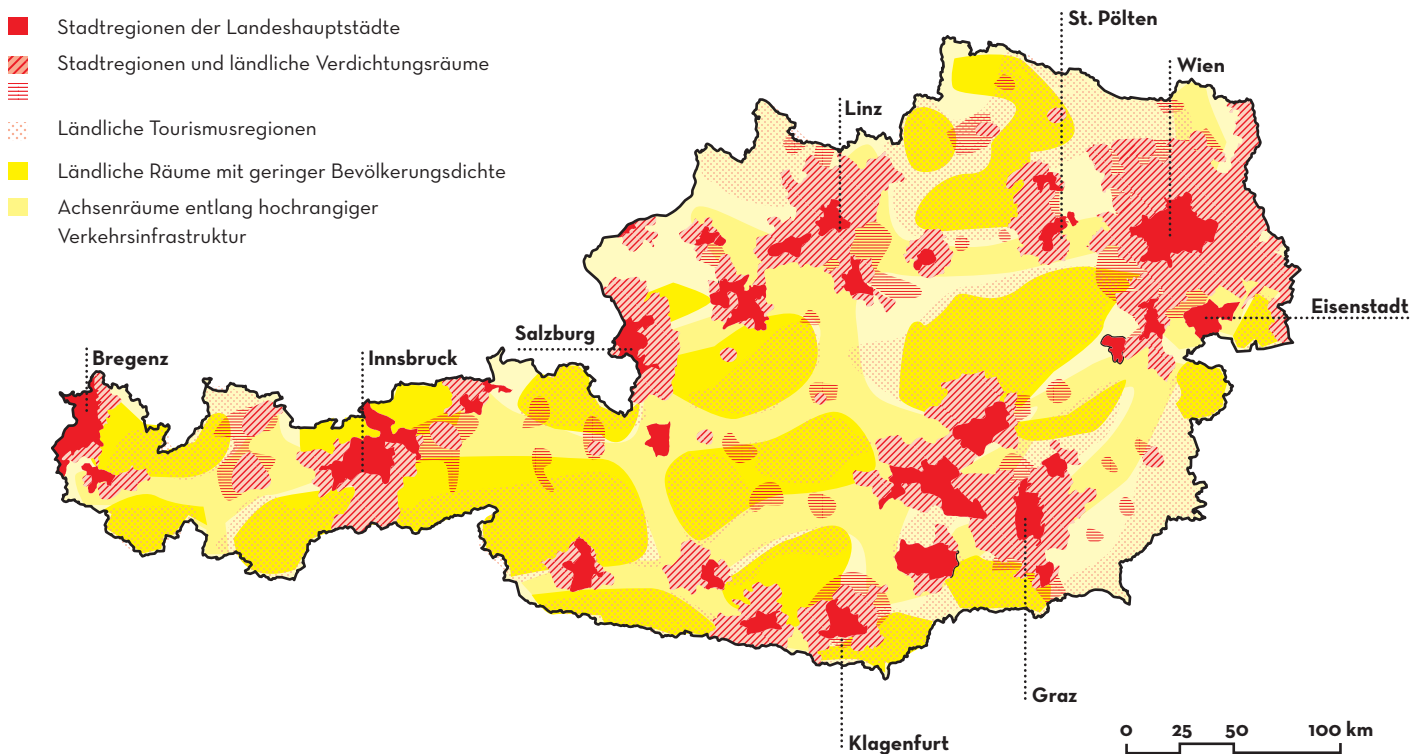 Stadtregionen der Landeshauptstädte
Stadtregionen und ländliche Verdichtungsräume
Ländliche Tourismusregionen
Ländliche Räume mit geringer Bevölkerungsdichte
Achsenräume entlang hochrangiger
Verkehrsinfrastruktur
St. Pölten
Wien
Linz
Eisenstadt
Salzburg
Bregenz
Innsbruck
Graz
Klagenfurt
0 25 50 100 km